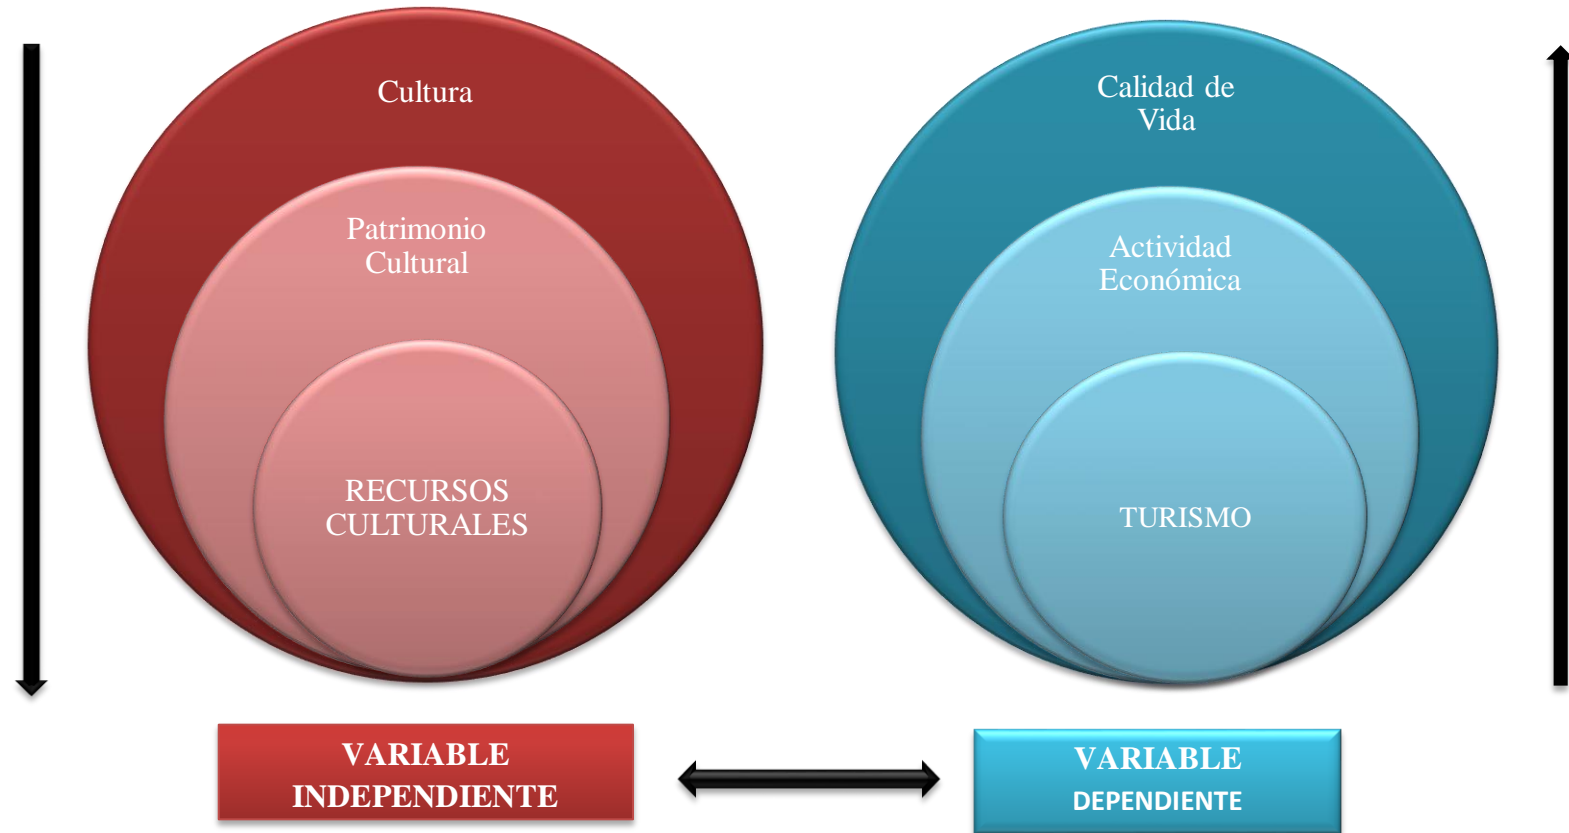 Cultura
Patrimonio
Cultural
RECURSOS
CULTURALES
VARIABLE
INDEPENDIENTE
Calidad de
Vida
Actividad
Económica
TURISMO
VARIABLE
DEPENDIENTE